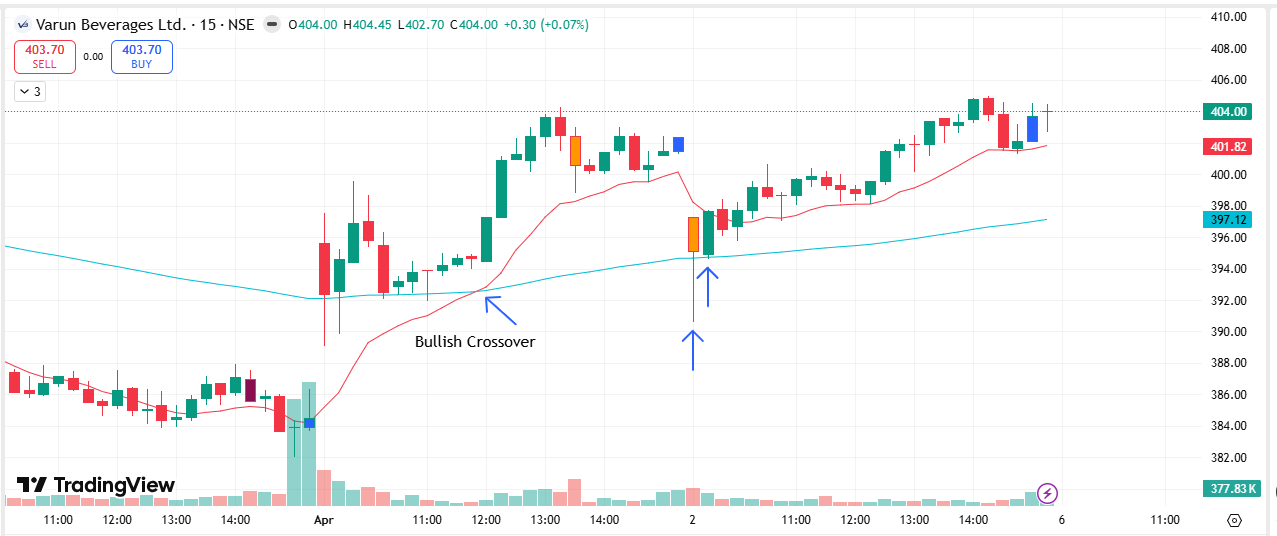 Varun Beverages Ltd. · 15 · NSE O404.00 H404.45 L402.70 C404.00 +0.30 (+0.07%)
403.70 SELL 0.00 403.70 BUY
3
410.00
408.00
406.00
404.00
401.82
400.00
398.00
397.12
396.00
394.00
392.00
390.00
388.00
386.00
384.00
382.00
377.83 K
Bullish Crossover
TradingView
11:00 12:00 13:00 14:00 Apr 11:00 12:00 13:00 14:00 2 11:00 12:00 13:00 14:00 6 11:00